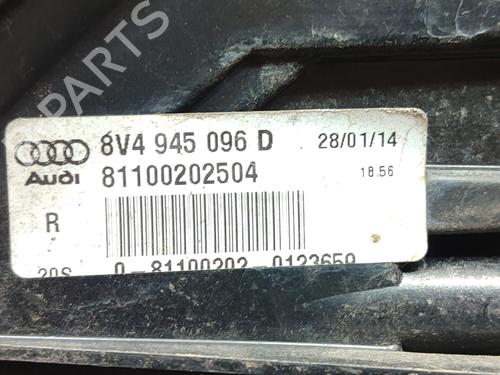 PARTS
8V4 945 096 D 28/01/14
Audi 81100202504 18.56
R
20S 0-81100202 0123659